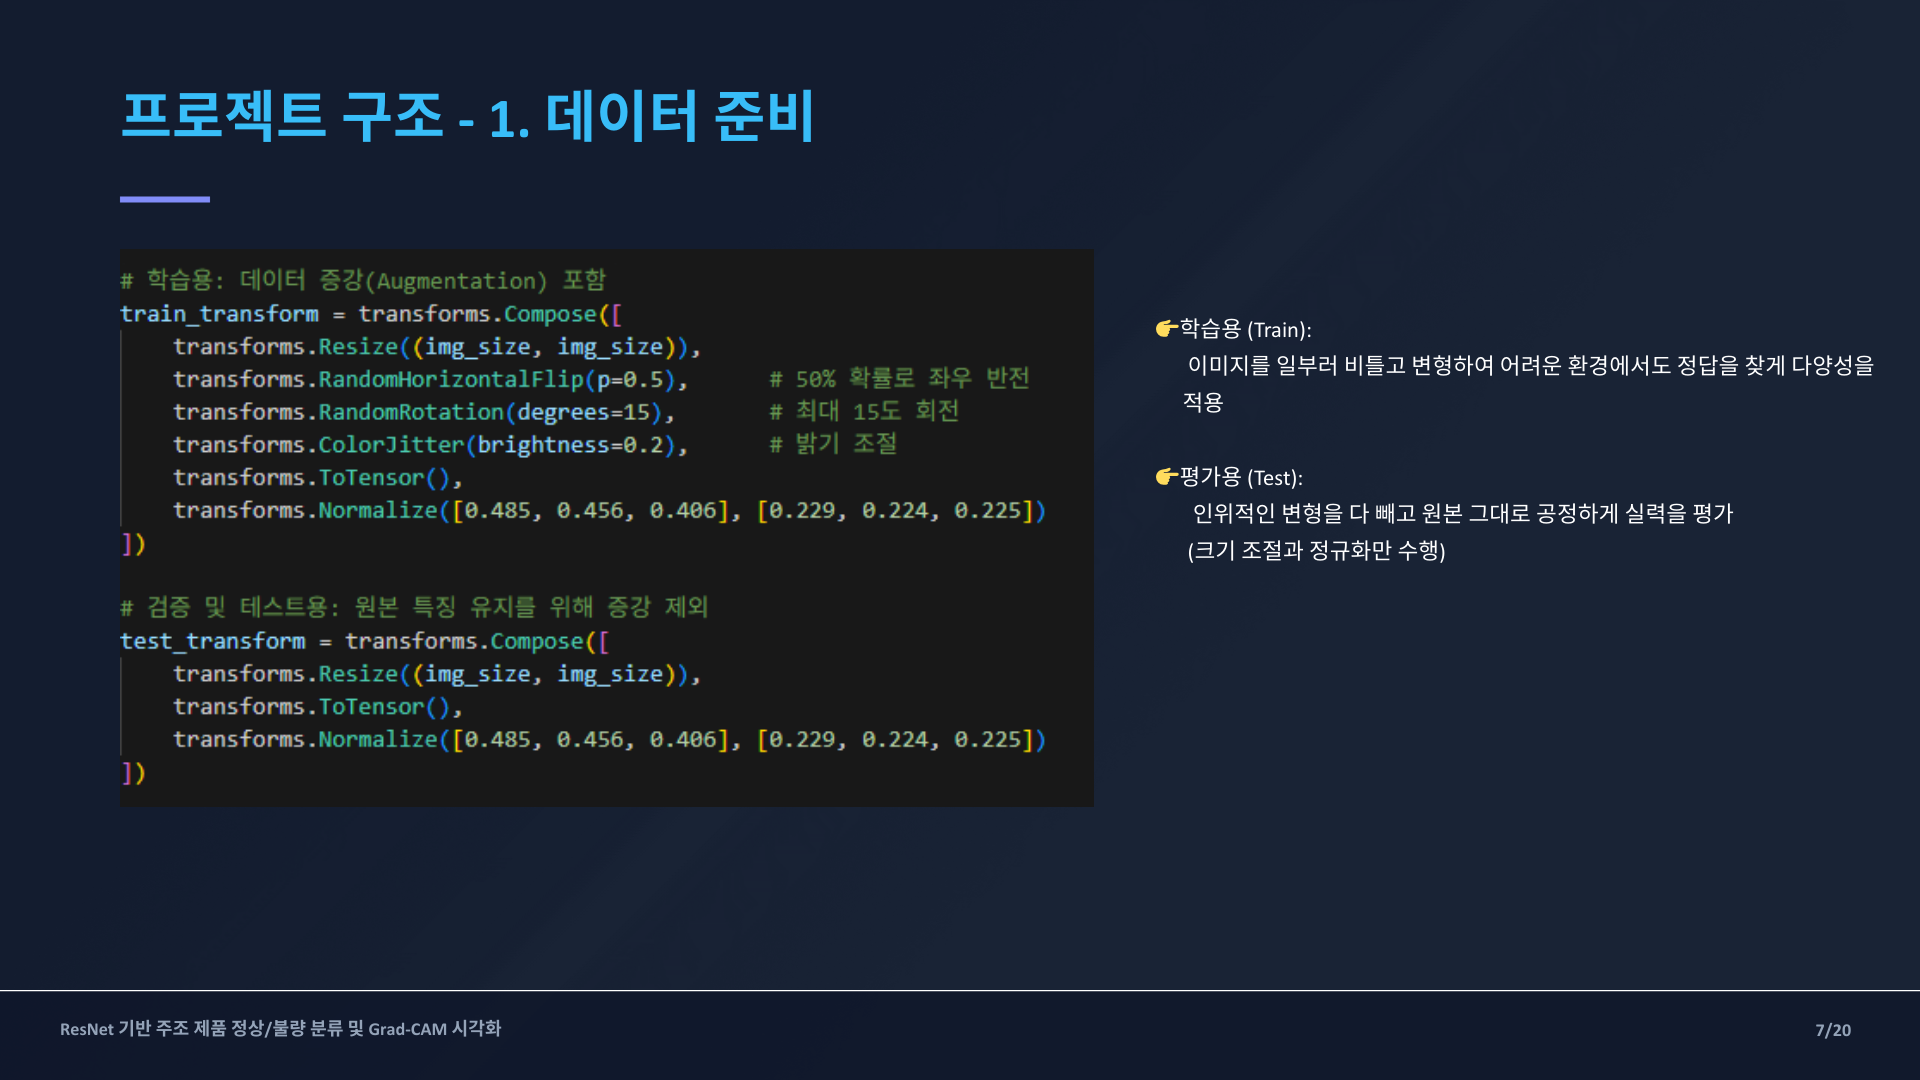 프로젝트 구조 - 1. 데이터 준비
# 학습용: 데이터 증강(Augmentation) 포함
train_transform = transforms.Compose([
    transforms.Resize((img_size, img_size)),
    transforms.RandomHorizontalFlip(p=0.5),      # 50% 확률로 좌우 반전
    transforms.RandomRotation(degrees=15),       # 최대 15도 회전
    transforms.ColorJitter(brightness=0.2),      # 밝기 조절
    transforms.ToTensor(),
    transforms.Normalize([0.485, 0.456, 0.406], [0.229, 0.224, 0.225])
])
# 검증 및 테스트용: 원본 특징 유지를 위해 증강 제외
test_transform = transforms.Compose([
    transforms.Resize((img_size, img_size)),
    transforms.ToTensor(),
    transforms.Normalize([0.485, 0.456, 0.406], [0.229, 0.224, 0.225])
])
👉학습용 (Train):
이미지를 일부러 비틀고 변형하여 어려운 환경에서도 정답을 찾게 다양성을
적용
👉평가용 (Test):
인위적인 변형을 다 빼고 원본 그대로 공정하게 실력을 평가
(크기 조절과 정규화만 수행)
ResNet 기반 주조 제품 정상/불량 분류 및 Grad-CAM 시각화
7/20